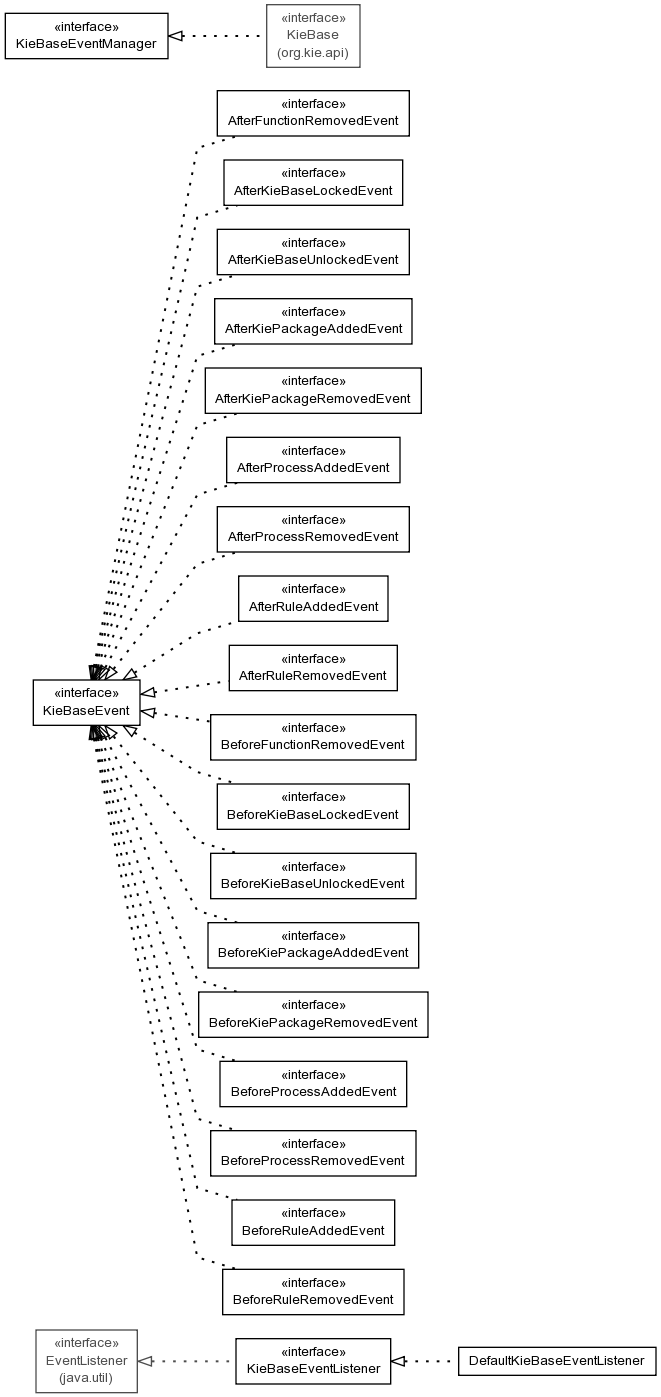 «interface»
KieBaseEventManager
«interface»
KieBase
(org.kie.api)
«interface»
AfterFunctionRemovedEvent
«interface»
AfterKieBaseLockedEvent
«interface»
AfterKieBaseUnlockedEvent
«interface»
AfterKiePackageAddedEvent
«interface»
AfterKiePackageRemovedEvent
«interface»
AfterProcessAddedEvent
«interface»
AfterProcessRemovedEvent
«interface»
AfterRuleAddedEvent
«interface»
AfterRuleRemovedEvent
«interface»
KieBaseEvent
«interface»
BeforeFunctionRemovedEvent
«interface»
BeforeKieBaseLockedEvent
«interface»
BeforeKieBaseUnlockedEvent
«interface»
BeforeKiePackageAddedEvent
«interface»
BeforeKiePackageRemovedEvent
«interface»
BeforeProcessAddedEvent
«interface»
BeforeProcessRemovedEvent
«interface»
BeforeRuleAddedEvent
«interface»
BeforeRuleRemovedEvent
«interface»
EventListener
(java.util)
«interface»
KieBaseEventListener
DefaultKieBaseEventListener